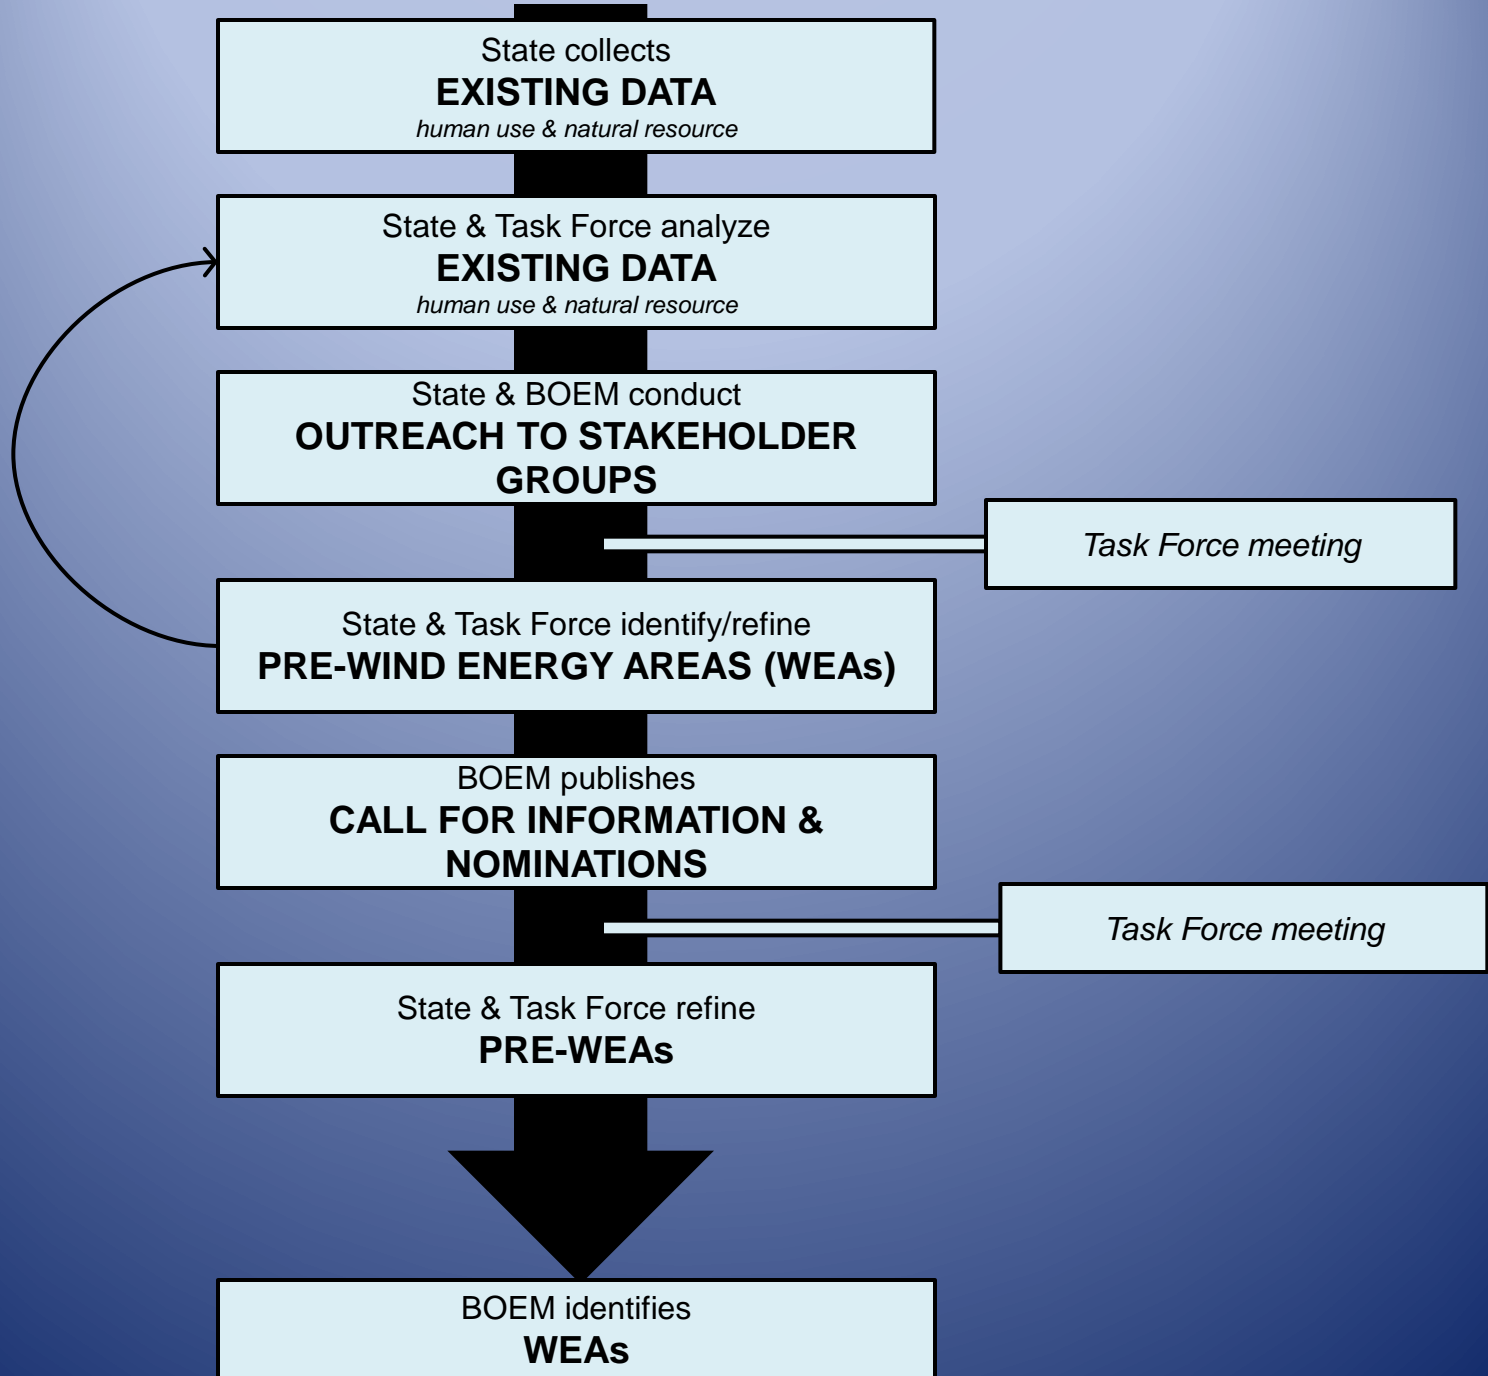 State collects
EXISTING DATA
human use & natural resource
State & Task Force analyze
EXISTING DATA
human use & natural resource
State & BOEM conduct
OUTREACH TO STAKEHOLDER
GROUPS
Task Force meeting
State & Task Force identify/refine
PRE-WIND ENERGY AREAS (WEAs)
BOEM publishes
CALL FOR INFORMATION &
NOMINATIONS
Task Force meeting
State & Task Force refine
PRE-WEAs
BOEM identifies
WEAs